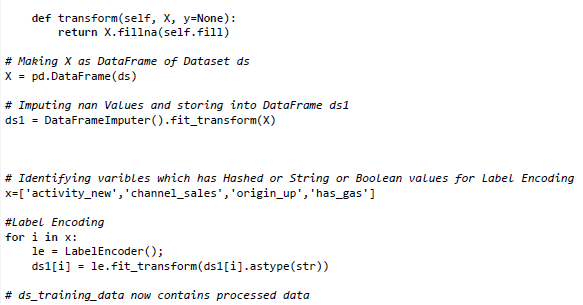 def transform(self, X, y=None):
return X.fillna(self.fill)
# Making X as DataFrame of Dataset ds
X = pd.DataFrame(ds)
# Imputing nan Values and storing into DataFrame ds1
ds1 = DataFrameImputer().fit_transform(X)
# Identifying varibles which has Hashed or String or Boolean values for Label Encoding
x=['activity_new','channel_sales','origin_up','has_gas']
#Label Encoding
for i in x:
le = LabelEncoder();
ds1[i] = le.fit_transform(ds1[i].astype(str))
# ds_training_data now contains processed data